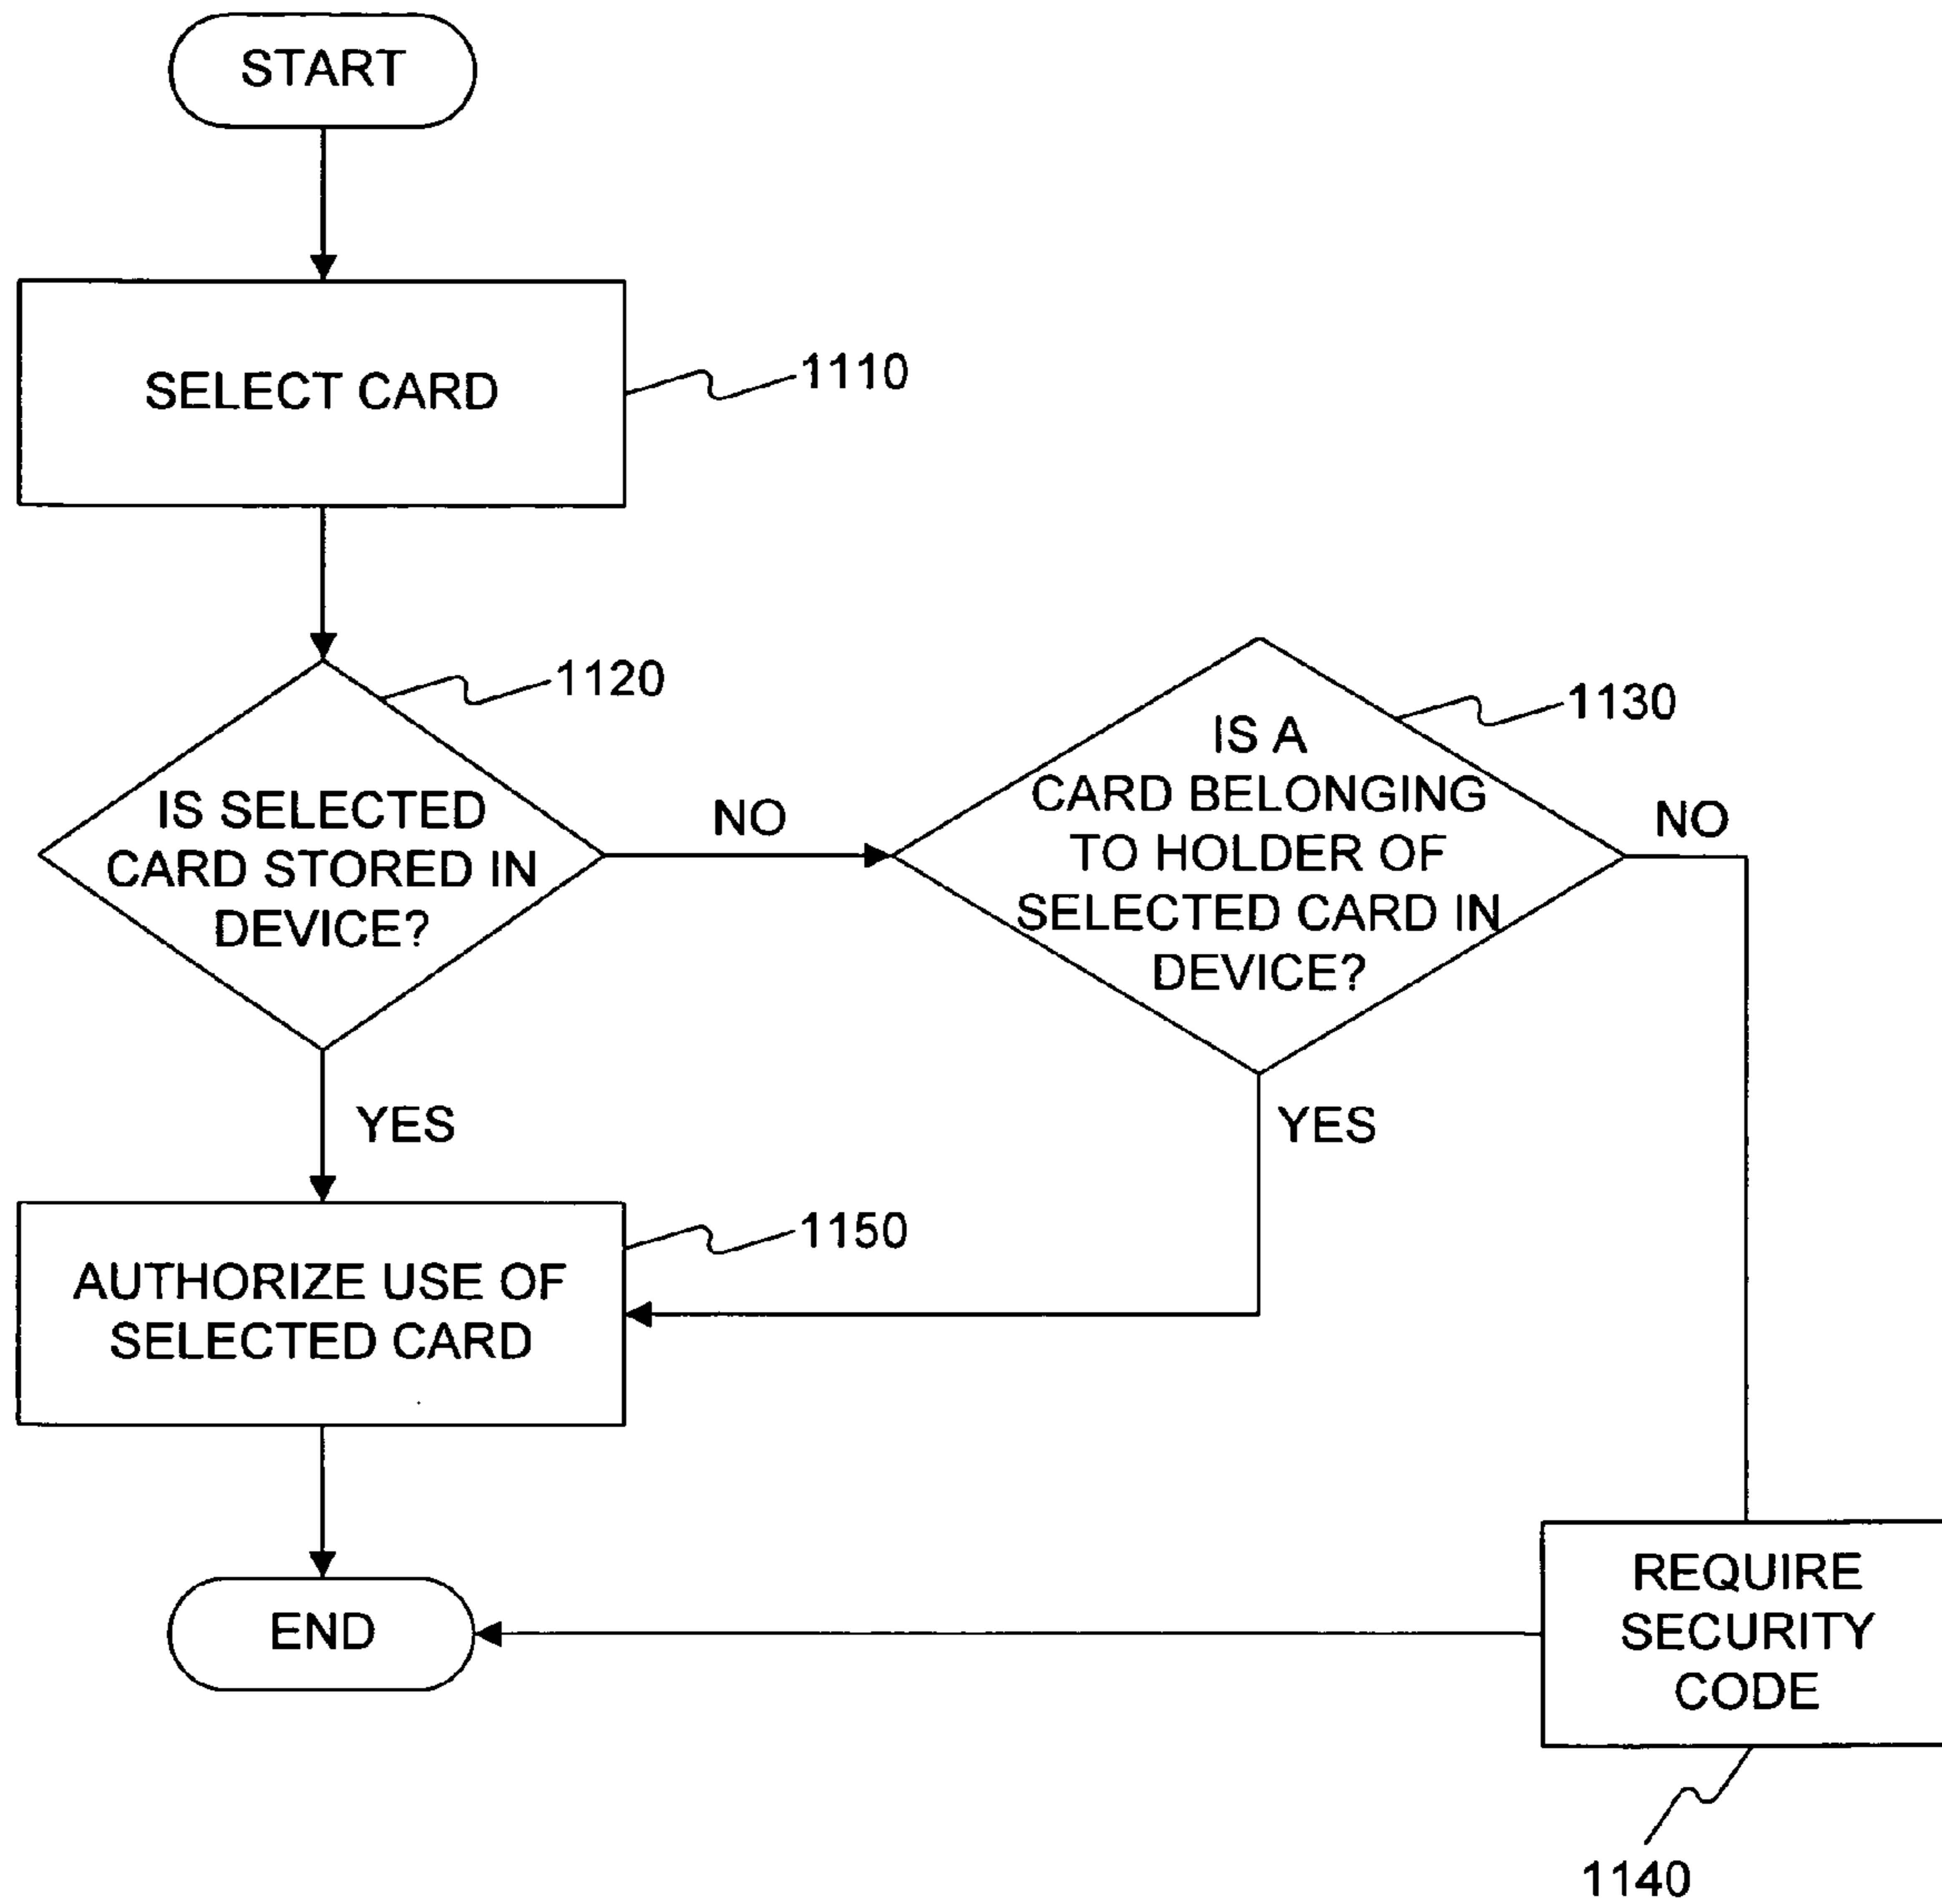 START
SELECT CARD
1110
1120
IS SELECTED
CARD STORED IN
DEVICE?
NO
1130
IS A
CARD BELONGING
TO HOLDER OF
SELECTED CARD IN
DEVICE?
NO
YES
YES
1150
AUTHORIZE USE OF
SELECTED CARD
END
REQUIRE
SECURITY
CODE
1140